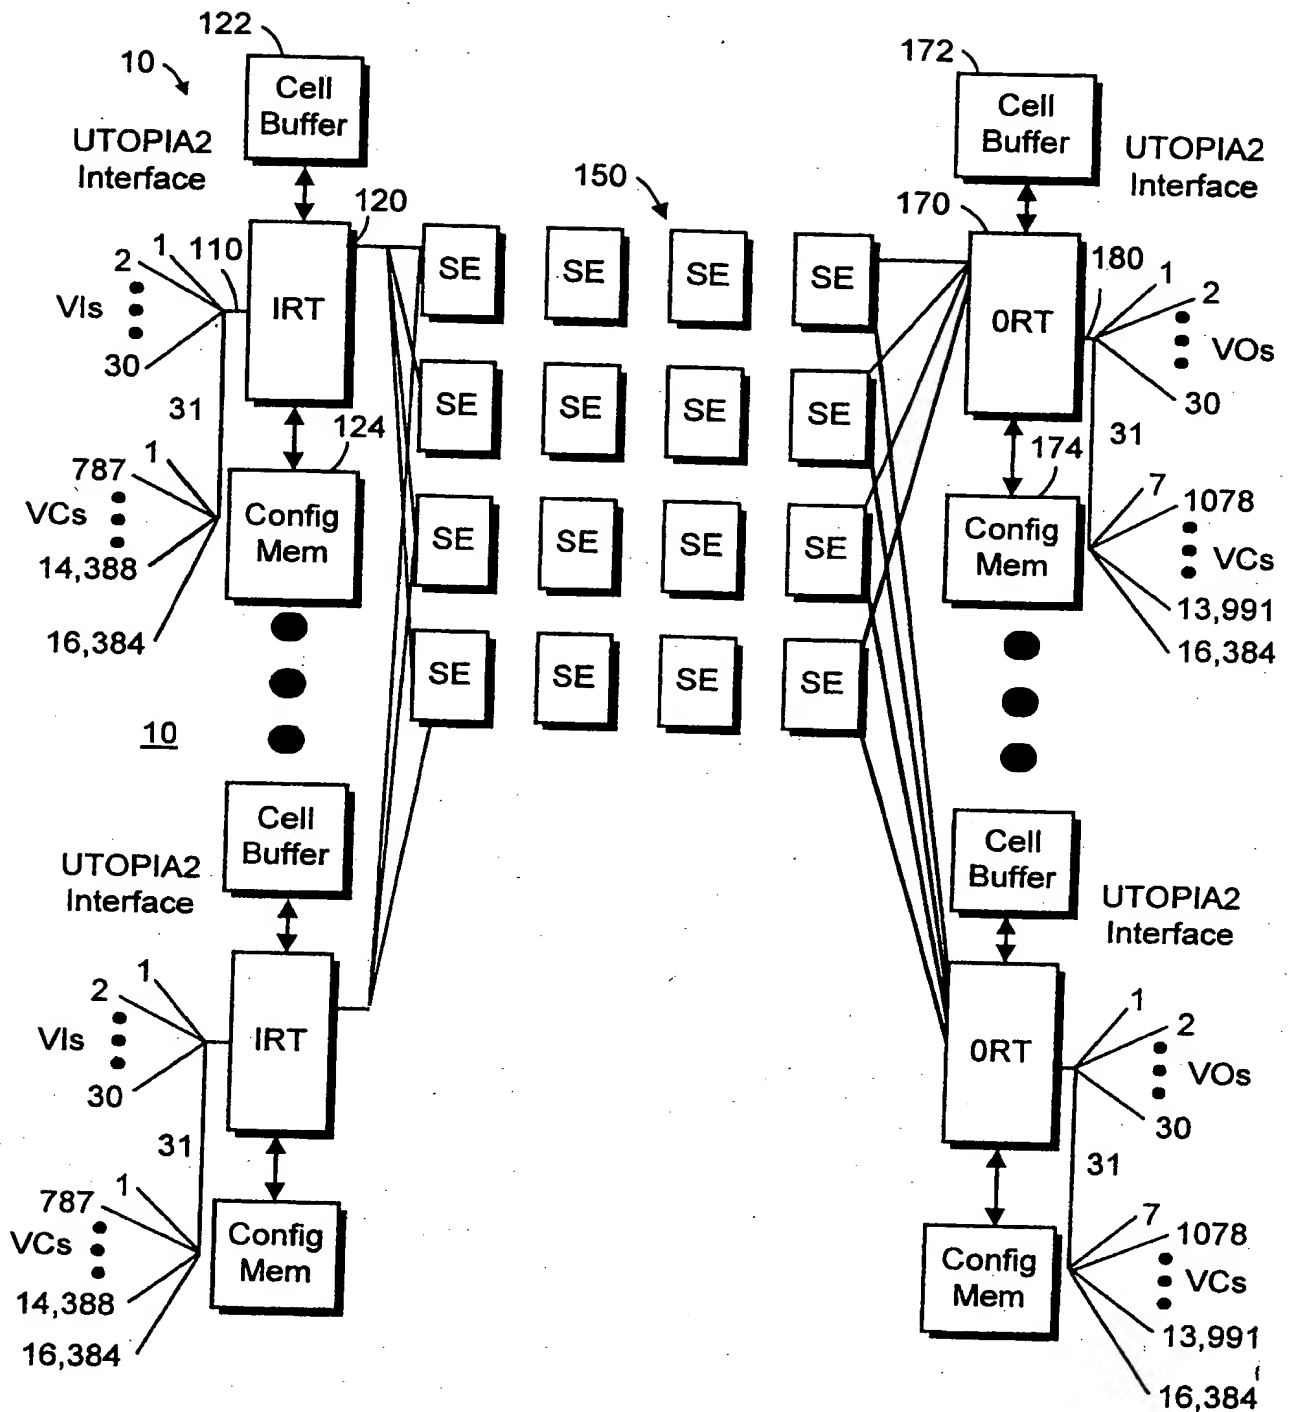 122
10
Cell
Buffer
UTOPIA2
Interface
172
Cell
Buffer
UTOPIA2
Interface
150
120
170
110
180
1
2
VIs
30
31
IRT
SE
SE
SE
SE
0RT
1
2
VOs
30
31
SE
SE
SE
SE
124
174
1
787
VCs
14,388
16,384
Config
Mem
SE
SE
SE
SE
Config
Mem
7
1078
VCs
13,991
16,384
SE
SE
SE
SE
10
Cell
Buffer
UTOPIA2
Interface
Cell
Buffer
UTOPIA2
Interface
1
2
VIs
30
31
IRT
0RT
1
2
VOs
30
31
1
787
VCs
14,388
16,384
Config
Mem
Config
Mem
7
1078
VCs
13,991
16,384